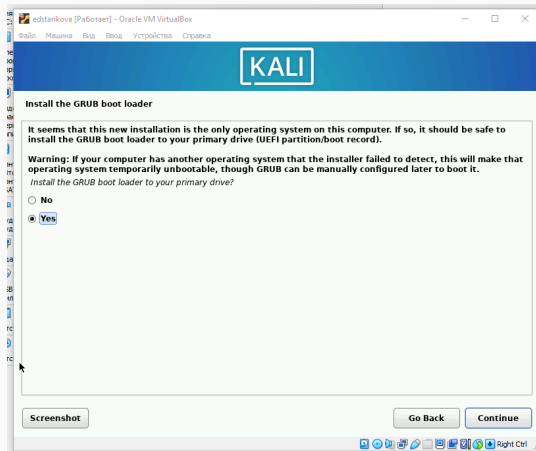 edstarikova [Работает] - Oracle VM VirtualBox
Файл Машина Вид Ввод Устройства Справка
KALI
Install the GRUB boot loader
It seems that this new installation is the only operating system on this computer. If so, it should be safe to
install the GRUB boot loader to your primary drive (UEFI partition/boot record).
Warning: If your computer has another operating system that the installer failed to detect, this will make that
operating system temporarily unbootable, though GRUB can be manually configured later to boot it.
Install the GRUB boot loader to your primary drive?
No
Yes
Screenshot Go Back Continue
Right Ctrl